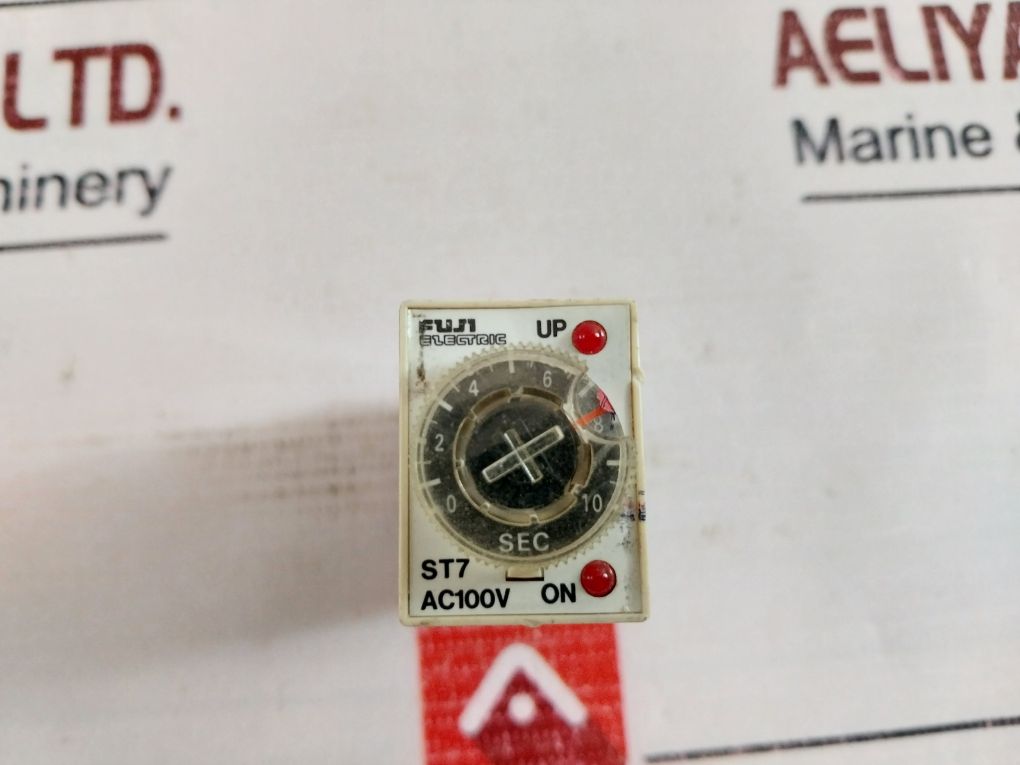 LTD.
hinery
AELIYA
Marine &
FUJI
ELECTRIC
UP
0 2 4 6 8 10
SEC
ST7
AC100V
ON